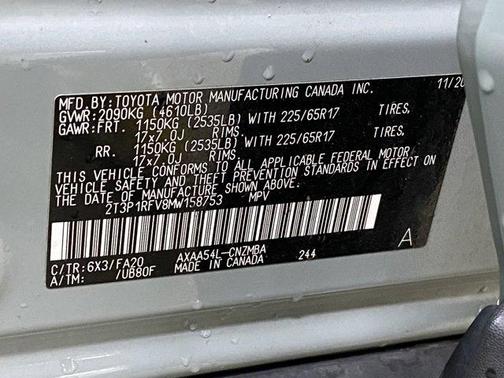 MFD.BY:TOYOTA MOTOR MANUFACTURING CANADA INC. 11/20
GVWR:2090KG (4610LB)
GAWR:FRT. 1150KG (2535LB) WITH 225/65R17 TIRES,
17x7.0J RIMS.
RR. 1150KG (2535LB) WITH 225/65R17 TIRES,
17x7.0J RIMS.
THIS VEHICLE CONFORMS TO ALL APPLICABLE FEDERAL MOTOR
VEHICLE SAFETY AND THEFT PREVENTION STANDARDS IN EFFECT ON
THE DATE OF MANUFACTURE SHOWN ABOVE.
2T3P1RFV8MW158753 MPV
C/TR:6X3/FA20 AXAA54L-CNZMBA 244 A
A/TM: /UB80F MADE IN CANADA